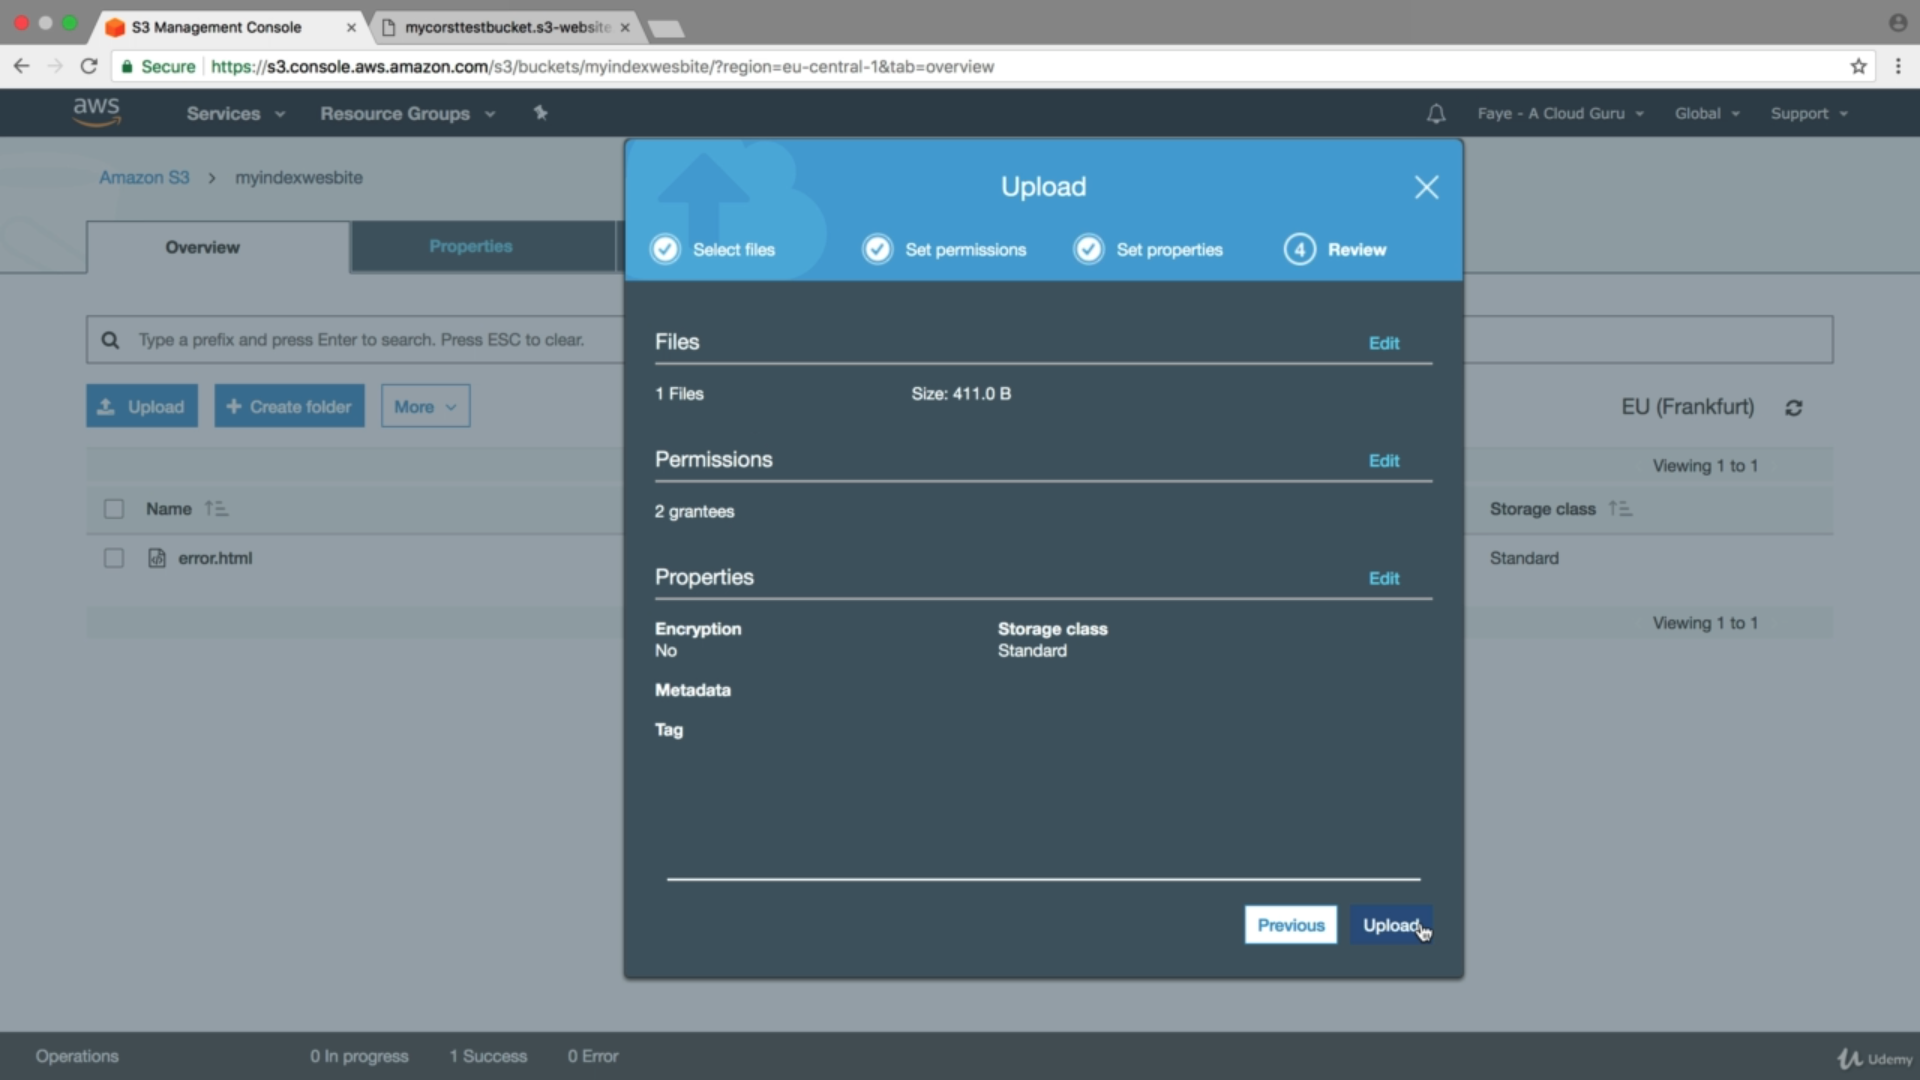 S3 Management Console
mycorsttestbucket.s3-website
Secure https://s3.console.aws.amazon.com/s3/buckets/myindexwesbite/?region=eu-central-1&tab=overview
aws Services Resource Groups Faye - A Cloud Guru Global Support
Amazon S3 > myindexwesbite
Overview
Properties
Type a prefix and press Enter to search. Press ESC to clear.
Upload + Create folder More
EU (Frankfurt)
Viewing 1 to 1
Name
Storage class
error.html
Standard
Viewing 1 to 1
Upload
Select files Set permissions Set properties 4 Review
Files Edit
1 Files Size: 411.0 B
Permissions Edit
2 grantees
Properties Edit
Encryption Storage class
No Standard
Metadata
Tag
Previous Upload
Operations 0 In progress 1 Success 0 Error
Udemy